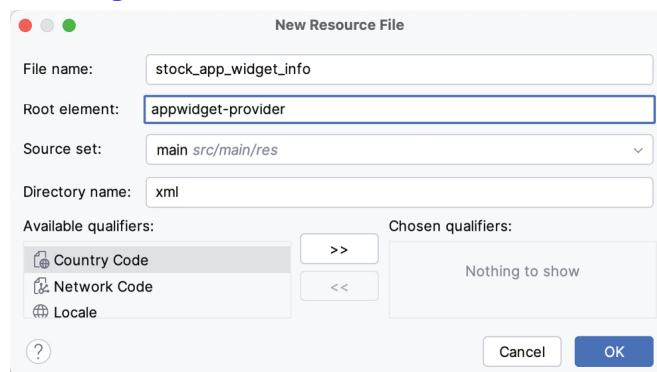 New Resource File
File name: stock_app_widget_info
Root element: appwidget-provider
Source set: main src/main/res
Directory name: xml
Available qualifiers: Chosen qualifiers:
Country Code >> Nothing to show
Network Code <<
Locale
? Cancel OK